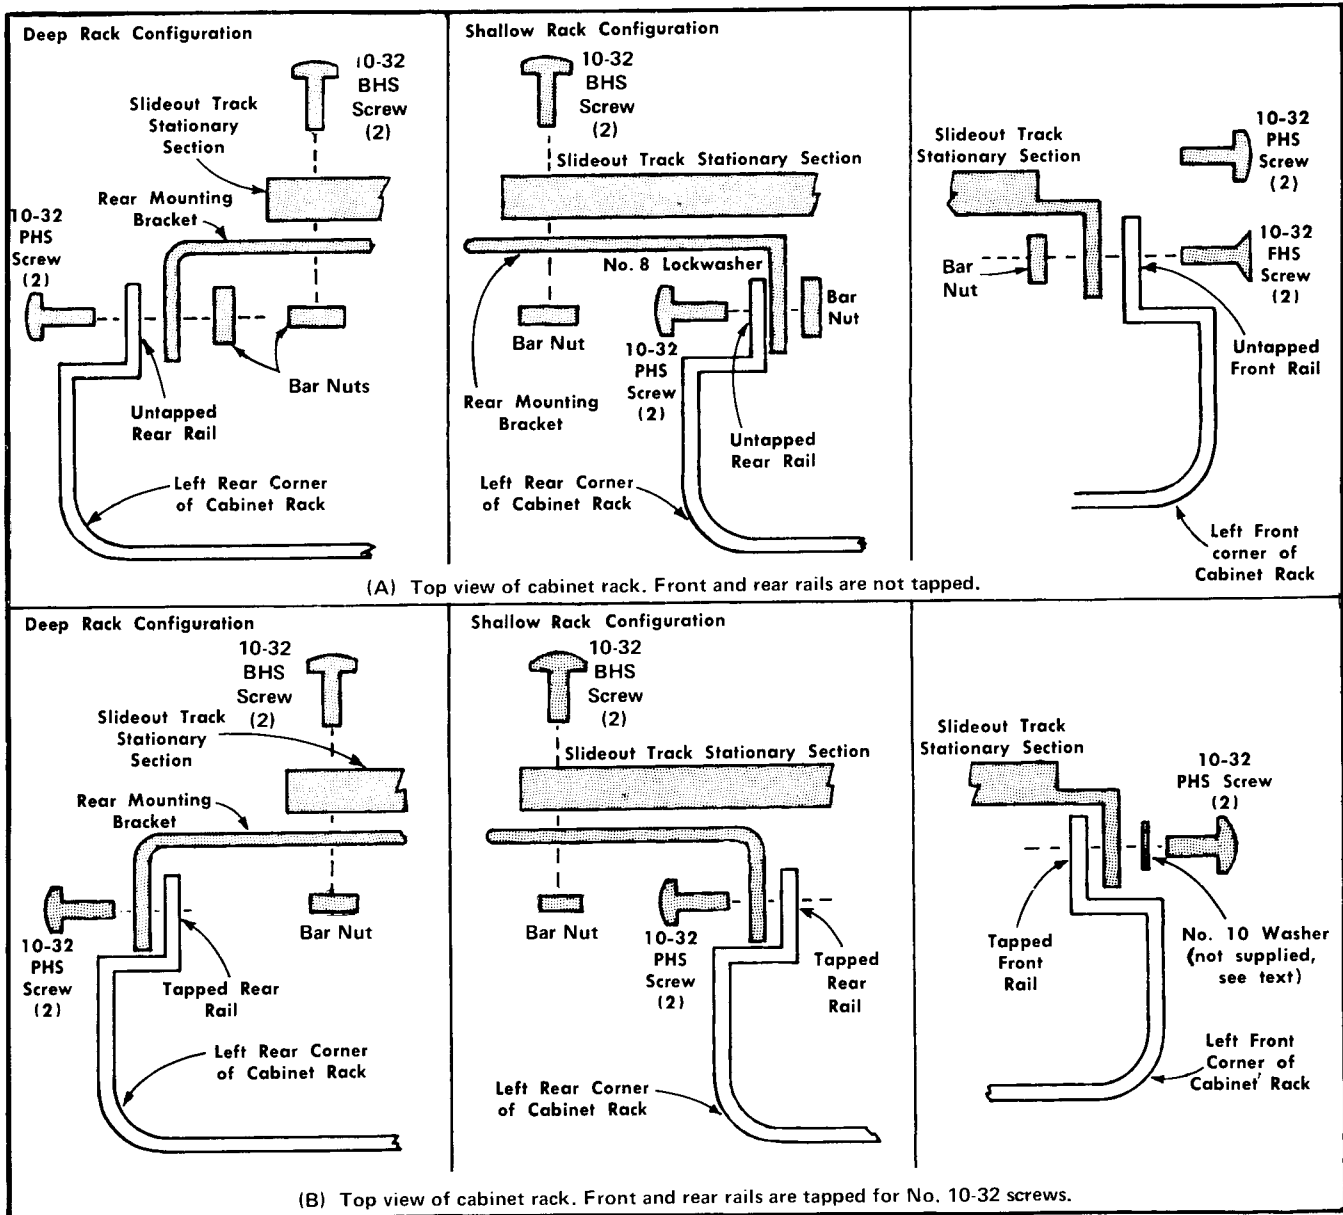 Deep Rack Configuration
10-32
BHS
Screw
(2)
Slideout Track
Stationary
Section
Rear Mounting
Bracket
10-32
PHS
Screw
(2)
Bar Nuts
Untapped
Rear Rail
Left Rear Corner
of Cabinet Rack
Shallow Rack Configuration
10-32
BHS
Screw
(2)
Slideout Track Stationary Section
No. 8 Lockwasher
Bar
Nut
Bar Nut
10-32
PHS
Screw
(2)
Rear Mounting
Bracket
Untapped
Rear Rail
Left Rear Corner
of Cabinet Rack
10-32
PHS
Screw
(2)
Slideout Track
Stationary Section
10-32
FHS
Screw
(2)
Bar
Nut
Untapped
Front Rail
Left Front
corner of
Cabinet Rack
(A) Top view of cabinet rack. Front and rear rails are not tapped.
Deep Rack Configuration
10-32
BHS
Screw
(2)
Slideout Track
Stationary
Section
Rear Mounting
Bracket
10-32
PHS
Screw
(2)
Bar Nut
Tapped Rear
Rail
Left Rear Corner
of Cabinet Rack
Shallow Rack Configuration
10-32
BHS
Screw
(2)
Slideout Track Stationary Section
Bar Nut
10-32
PHS
Screw
(2)
Tapped
Rear
Rail
Left Rear Corner
of Cabinet Rack
Slideout Track
Stationary Section
10-32
PHS Screw
(2)
Tapped
Front
Rail
No. 10 Washer
(not supplied,
see text)
Left Front
Corner of
Cabinet Rack
(B) Top view of cabinet rack. Front and rear rails are tapped for No. 10-32 screws.